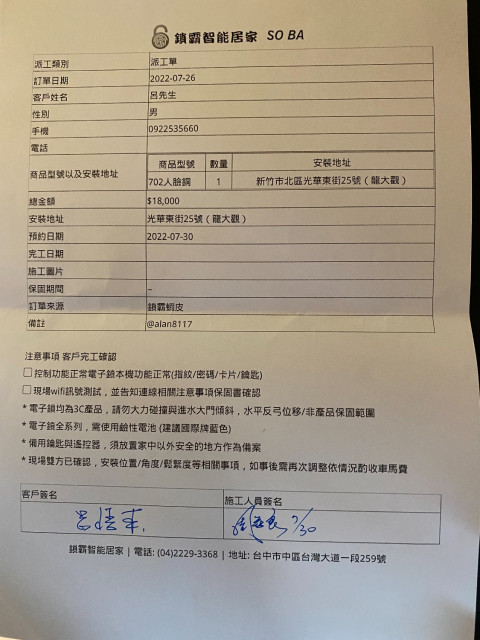 鎖霸智能居家 SO BA
派工類別 派工單
訂單日期 2022-07-26
客戶姓名 呂先生
性別 男
手機 0922535660
電話
商品型號以及安裝地址 商品型號 數量 安裝地址
702人臉鋼 1 新竹市北區光華東街25號（龍大觀）
總金額 $18,000
安裝地址 光華東街25號（龍大觀）
預約日期 2022-07-30
完工日期
施工圖片
保固期間 –
訂單來源 鎖霸蝦皮
備註 @alan8117
注意事項 客戶完工確認
控制功能正常電子鎖本機功能正常(指紋/密碼/卡片/鑰匙)
現場wifi訊號測試，並告知連線相關注意事項保固書確認
* 電子鎖均為3C產品，請勿大力碰撞與進水大門傾斜，水平反弓位移/非產品保固範圍
* 電子鎖全系列，需使用鹼性電池 (建議國際牌藍色)
* 備用鑰匙與遙控器，須放置家中以外安全的地方作為備案
* 現場雙方已確認，安裝位置/角度/鬆緊度等相關事項，如事後需再次調整依情況酌收車馬費
客戶簽名 施工人員簽名
7/30
鎖霸智能居家 | 電話: (04)2229-3368 | 地址: 台中市中區台灣大道一段259號